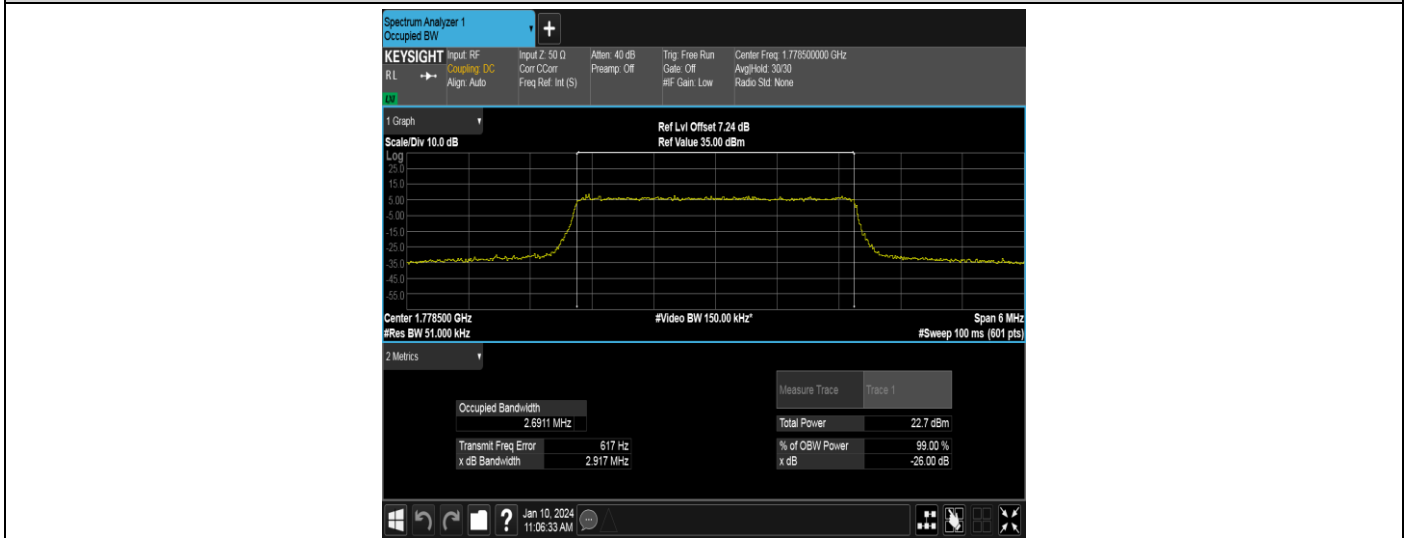 Spectrum Analyzer 1
Occupied BW
+
KEYSIGHT Input: RF Input Z: 50 Ω Atten: 40 dB Trig: Free Run Center Freq: 1.778500000 GHz
Coupling: DC Corr CCorr Preamp: Off Gate: Off Avg|Hold: 30/30
RL Align: Auto Freq Ref: Int (S) #IF Gain: Low Radio Std: None
1 Graph Ref Lvl Offset 7.24 dB
Scale/Div 10.0 dB Ref Value 35.00 dBm
Log
25.0
15.0
5.00
-5.00
-15.0
-25.0
-35.0
-45.0
-55.0
Center 1.778500 GHz #Video BW 150.00 kHz* Span 6 MHz
#Res BW 51.000 kHz #Sweep 100 ms (601 pts)
2 Metrics
Measure Trace Trace 1
Occupied Bandwidth
2.6911 MHz Total Power 22.7 dBm
Transmit Freq Error 617 Hz % of OBW Power 99.00 %
x dB Bandwidth 2.917 MHz x dB -26.00 dB
? Jan 10, 2024
11:06:33 AM